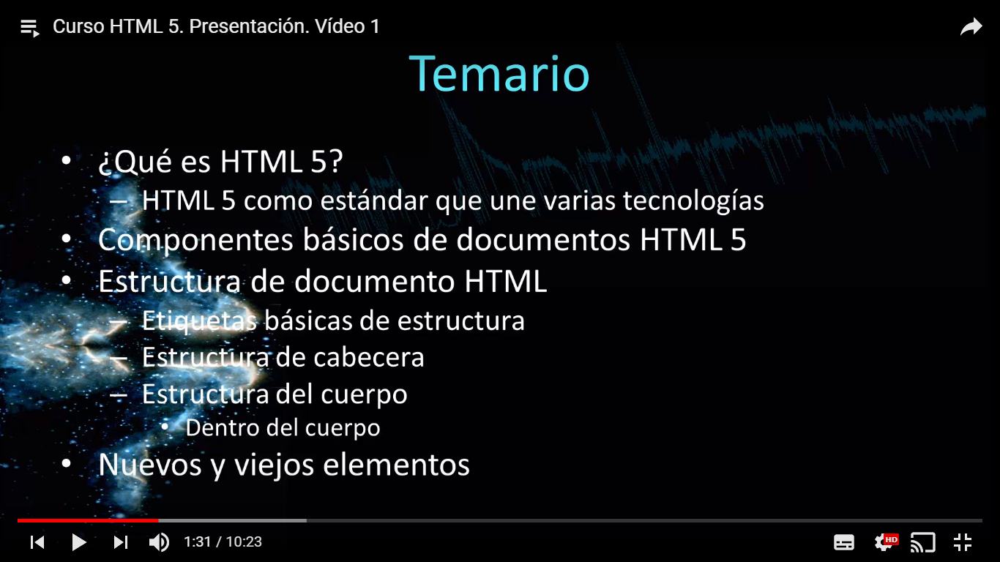 Curso HTML 5. Presentación. Vídeo 1
Temario
• ¿Qué es HTML 5?
– HTML 5 como estándar que une varias tecnologías
• Componentes básicos de documentos HTML 5
• Estructura de documento HTML
– Etiquetas básicas de estructura
– Estructura de cabecera
– Estructura del cuerpo
• Dentro del cuerpo
• Nuevos y viejos elementos
1:31 / 10:23
HD